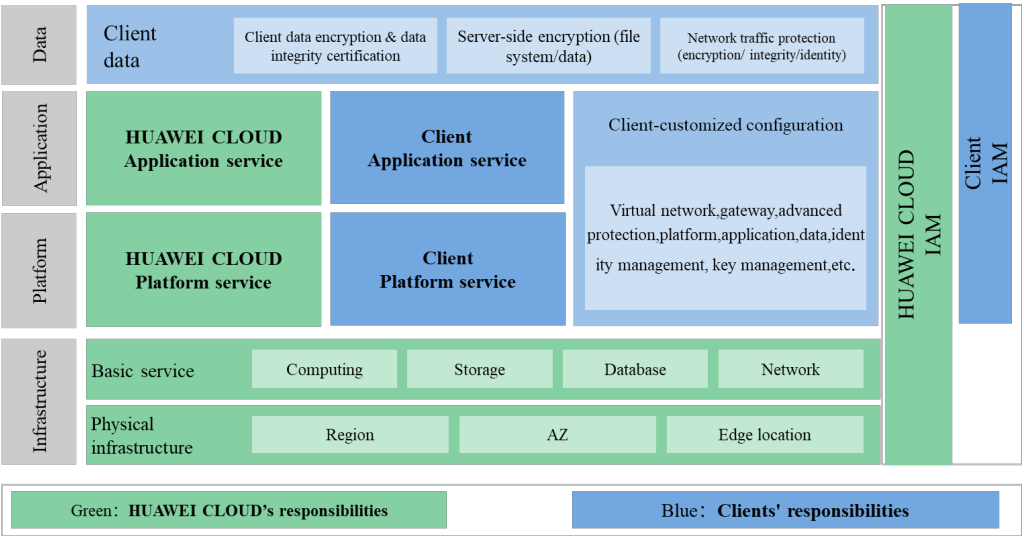 Data
Client
data
Client data encryption & data
integrity certification
Server-side encryption (file
system/data)
Network traffic protection
(encryption/ integrity/identity)
Application
HUAWEI CLOUD
Application service
Client
Application service
Client-customized configuration
Virtual network,gateway,advanced
protection,platform,application,data,ident
ity management, key management,etc.
Platform
HUAWEI CLOUD
Platform service
Client
Platform service
HUAWEI CLOUD
IAM
Client
IAM
Infrastructure
Basic service
Computing
Storage
Database
Network
Physical
infrastructure
Region
AZ
Edge location
Green：HUAWEI CLOUD's responsibilities
Blue：Clients' responsibilities